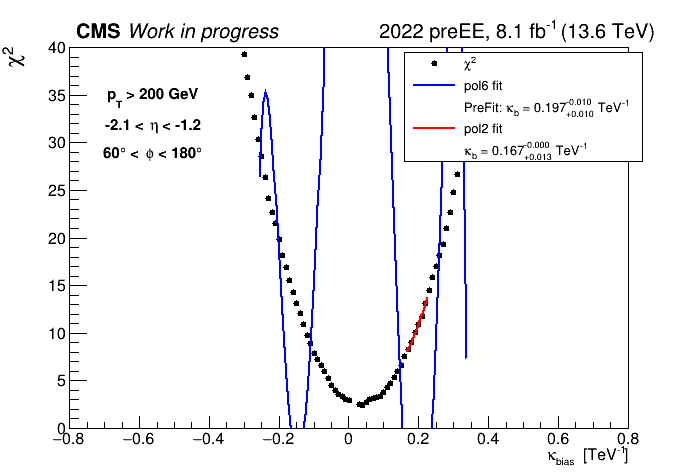 CMS Work in progress
2022 preEE, 8.1 fb⁻¹ (13.6 TeV)
χ²
40
35
30
25
20
15
10
5
0
p_T > 200 GeV
-2.1 < η < -1.2
60° < ϕ < 180°
χ²
pol6 fit
PreFit: κ_b = 0.197^{-0.010}_{+0.010} TeV⁻¹
pol2 fit
κ_b = 0.167^{-0.000}_{+0.013} TeV⁻¹
−0.8 −0.6 −0.4 −0.2 0 0.2 0.4 0.6 0.8
κ_bias [TeV⁻¹]